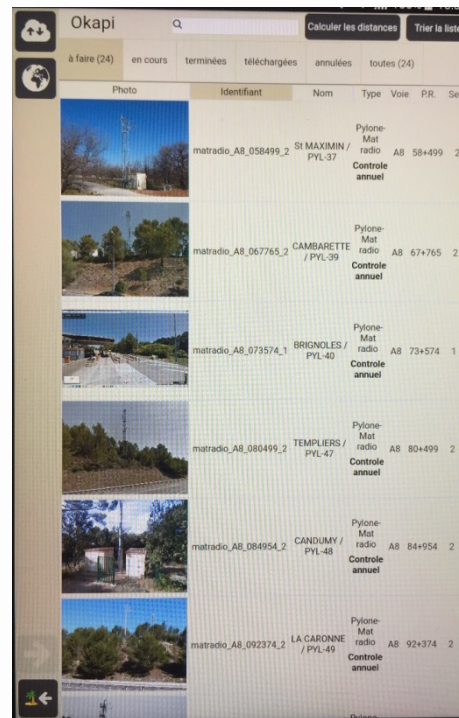 Okapi
Calculer les distances
Trier la liste
à faire (24)
en cours
terminées
téléchargées
annulées
toutes (24)
Photo
Identifiant
Nom
Type
Voie
P.R.
Se
matradio_A8_058499_2
St MAXIMIN /
PYL-37
Pylone-
Mat
radio
Controle
annuel
A8
58+499
2
matradio_A8_067765_2
CAMBARETTE
/ PYL-39
Pylone-
Mat
radio
Controle
annuel
A8
67+765
2
matradio_A8_073574_1
BRIGNOLES /
PYL-40
Pylone-
Mat
radio
Controle
annuel
A8
73+574
1
matradio_A8_080499_2
TEMPLIERS /
PYL-47
Pylone-
Mat
radio
Controle
annuel
A8
80+499
2
matradio_A8_084954_2
CANDUMY /
PYL-48
Pylone-
Mat
radio
Controle
annuel
A8
84+954
2
matradio_A8_092374_2
LA CARONNE
/ PYL-49
Pylone-
Mat
radio
Controle
annuel
A8
92+374
2